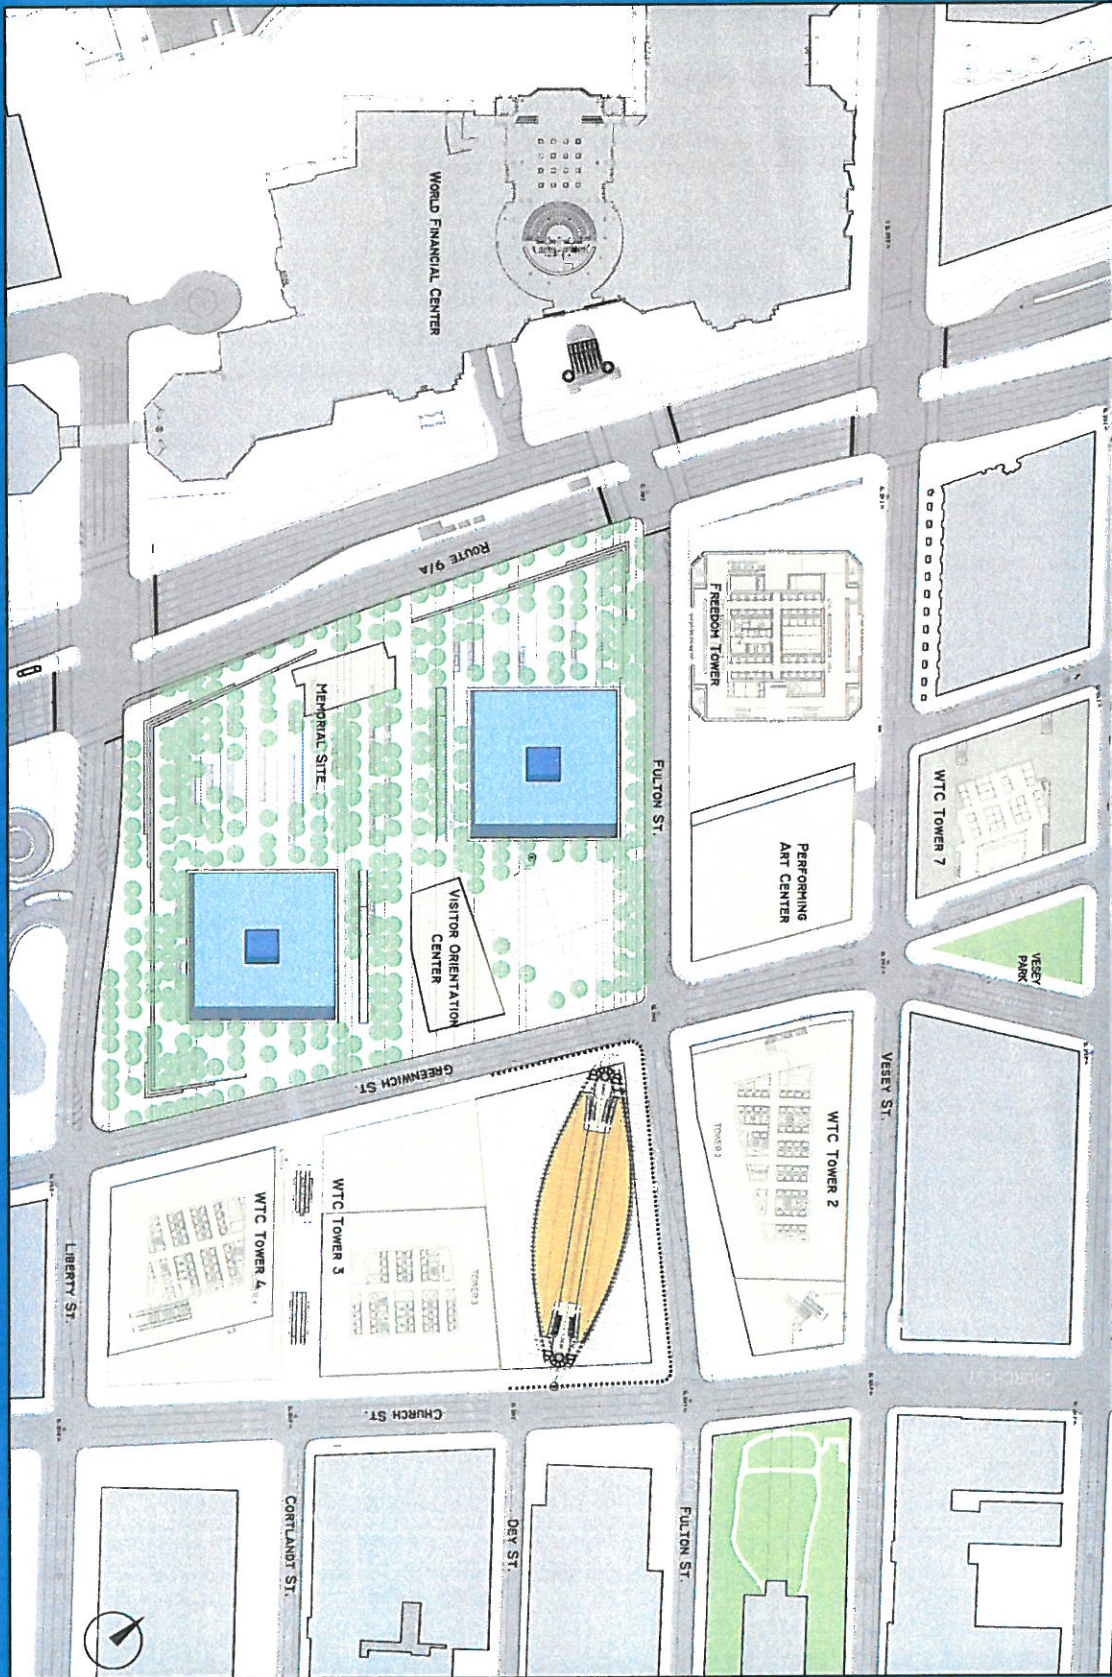 WORLD FINANCIAL CENTER
ROUTE 9/A
FREEDOM TOWER
WTC TOWER 7
VESEY
PARK
PERFORMING
ART CENTER
FULTON ST.
MEMORIAL SITE
VISITOR ORIENTATION
CENTER
GREENWICH ST.
VESEY ST.
WTC TOWER 2
TOWER 2
WTC TOWER 3
TOWER 3
WTC TOWER 4
LIBERTY ST.
CHURCH ST.
CHURCH ST
CORTLANDT ST.
DEY ST.
FULTON ST.